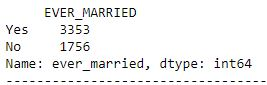 EVER_MARRIED
Yes    3353
No     1756
Name: ever_married, dtype: int64
---------------------------------